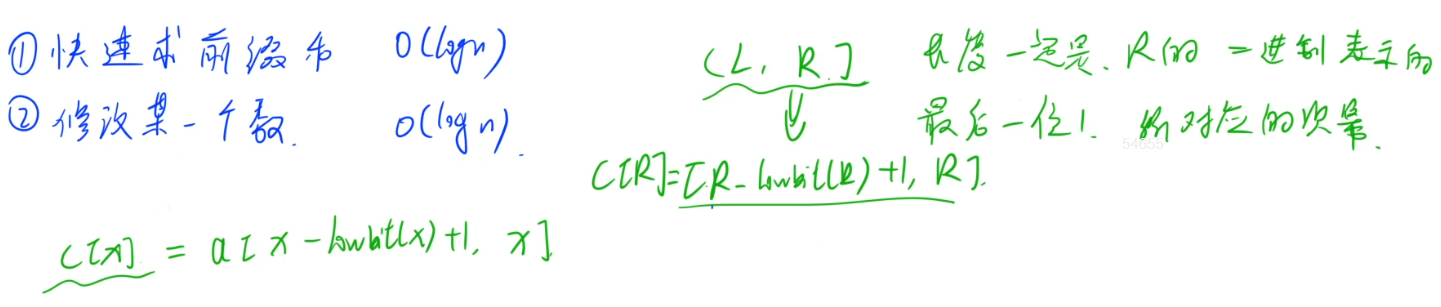 ① 快速求前缀和 O(logn)
② 修改某一个数. O(logn).
(L, R] 长度一定是. R的二进制表示的
最后一位1. 所对应的次幂.
C[R]=[R-lowbit(R)+1, R].
C[x] = a[x-lowbit(x)+1, x]
54655